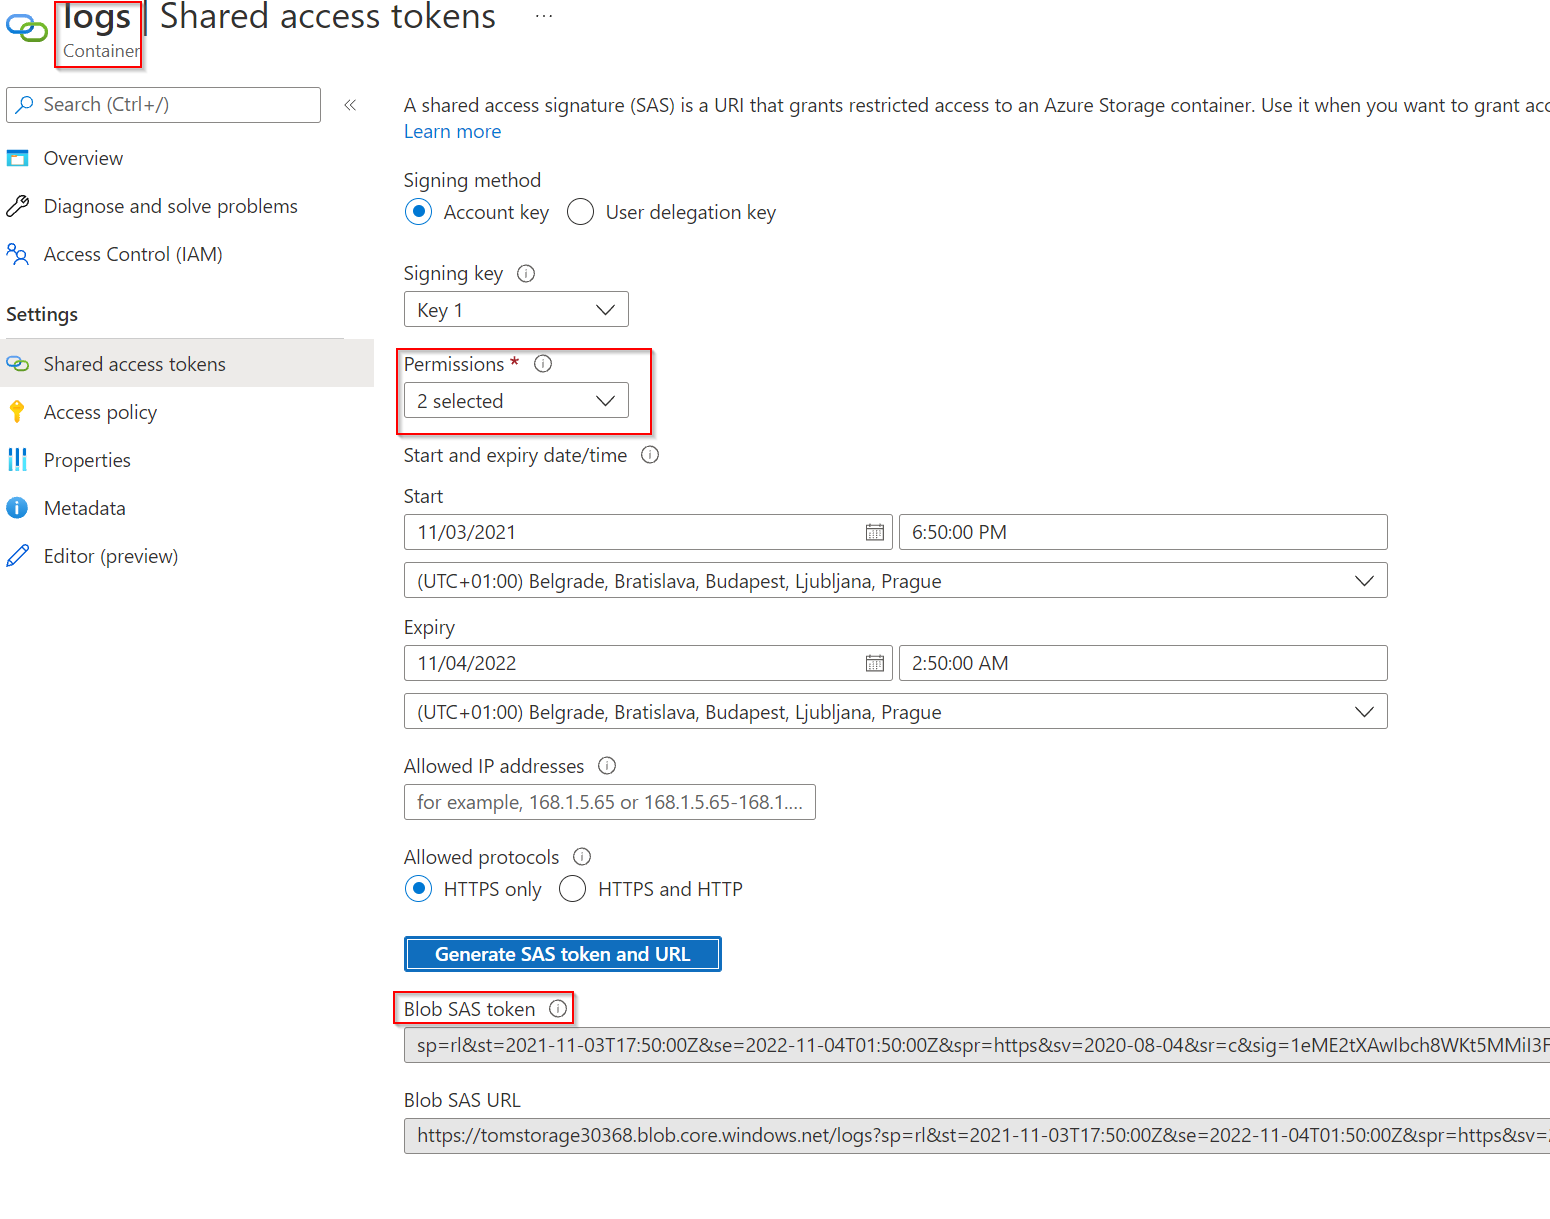 logs | Shared access tokens ...
Container
Search (Ctrl+/)
«
Overview
Diagnose and solve problems
Access Control (IAM)
Settings
Shared access tokens
Access policy
Properties
Metadata
Editor (preview)
A shared access signature (SAS) is a URI that grants restricted access to an Azure Storage container. Use it when you want to grant acc
Learn more
Signing method
Account key User delegation key
Signing key
Key 1
Permissions *
2 selected
Start and expiry date/time
Start
11/03/2021 6:50:00 PM
(UTC+01:00) Belgrade, Bratislava, Budapest, Ljubljana, Prague
Expiry
11/04/2022 2:50:00 AM
(UTC+01:00) Belgrade, Bratislava, Budapest, Ljubljana, Prague
Allowed IP addresses
for example, 168.1.5.65 or 168.1.5.65-168.1....
Allowed protocols
HTTPS only HTTPS and HTTP
Generate SAS token and URL
Blob SAS token
sp=rl&st=2021-11-03T17:50:00Z&se=2022-11-04T01:50:00Z&spr=https&sv=2020-08-04&sr=c&sig=1eME2tXAwIbch8WKt5MMiI3F
Blob SAS URL
https://tomstorage30368.blob.core.windows.net/logs?sp=rl&st=2021-11-03T17:50:00Z&se=2022-11-04T01:50:00Z&spr=https&sv=